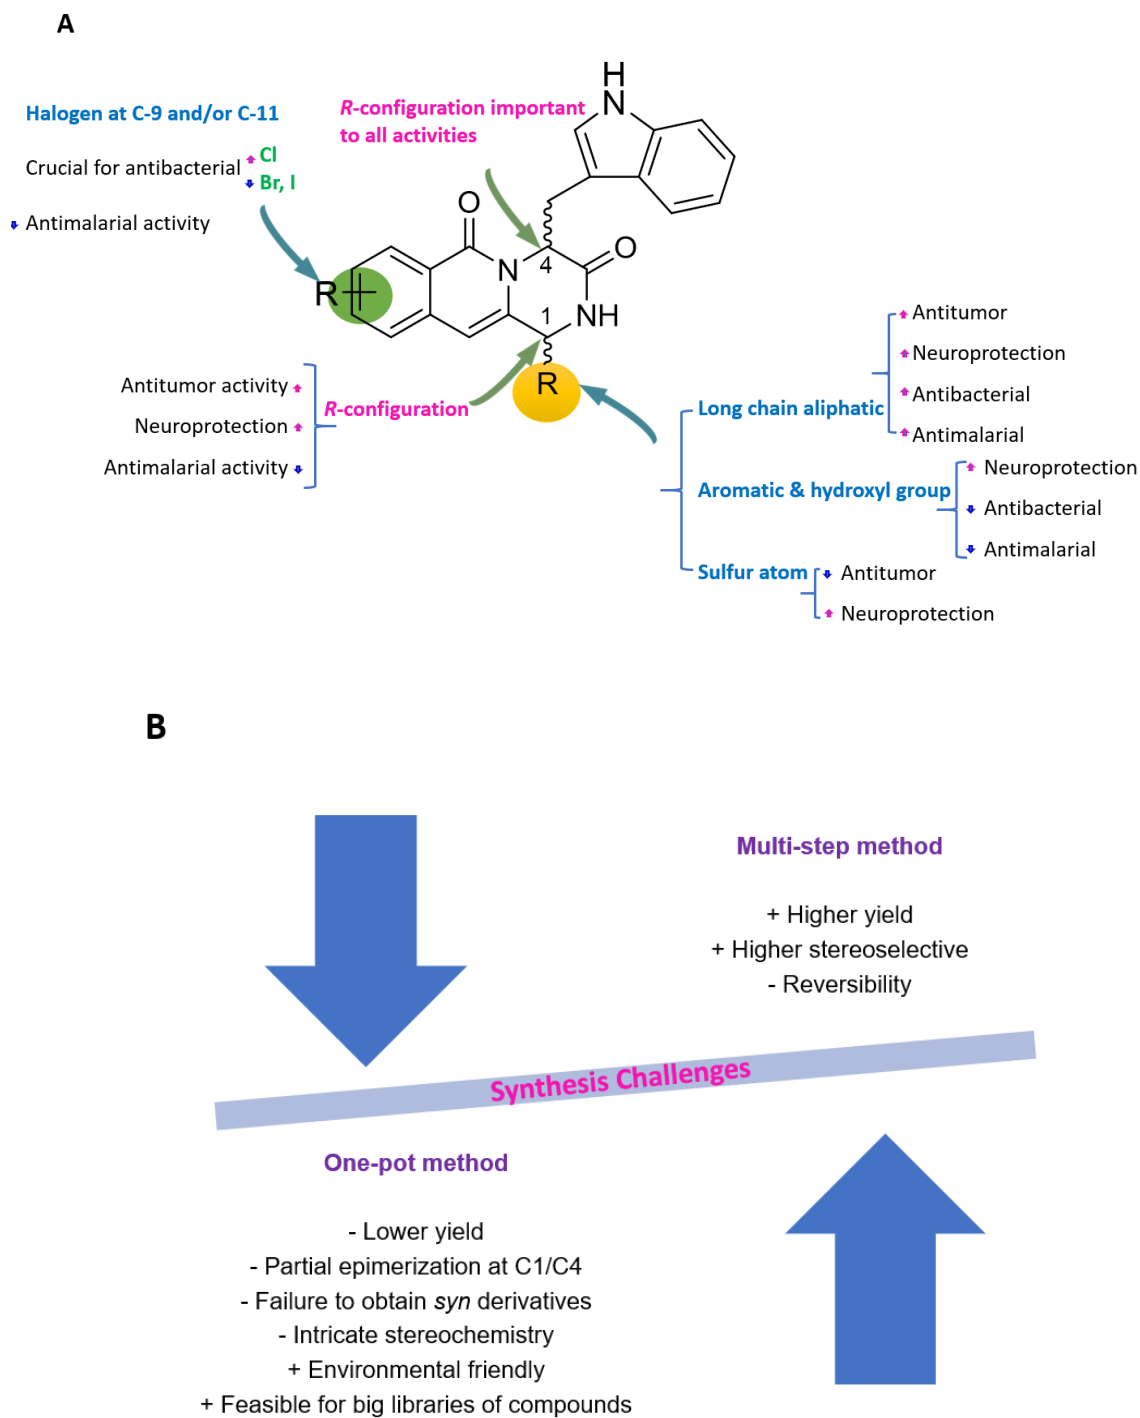 A
Halogen at C-9 and/or C-11
Crucial for antibacterial
Cl
Br, I
Antimalarial activity
R-configuration important
to all activities
H
N
O
N
4
O
R
1
NH
R
Antitumor activity
Neuroprotection
Antimalarial activity
R-configuration
Long chain aliphatic
Antitumor
Neuroprotection
Antibacterial
Antimalarial
Aromatic & hydroxyl group
Neuroprotection
Antibacterial
Antimalarial
Sulfur atom
Antitumor
Neuroprotection
B
Multi-step method
+ Higher yield
+ Higher stereoselective
- Reversibility
Synthesis Challenges
One-pot method
- Lower yield
- Partial epimerization at C1/C4
- Failure to obtain syn derivatives
- Intricate stereochemistry
+ Environmental friendly
+ Feasible for big libraries of compounds